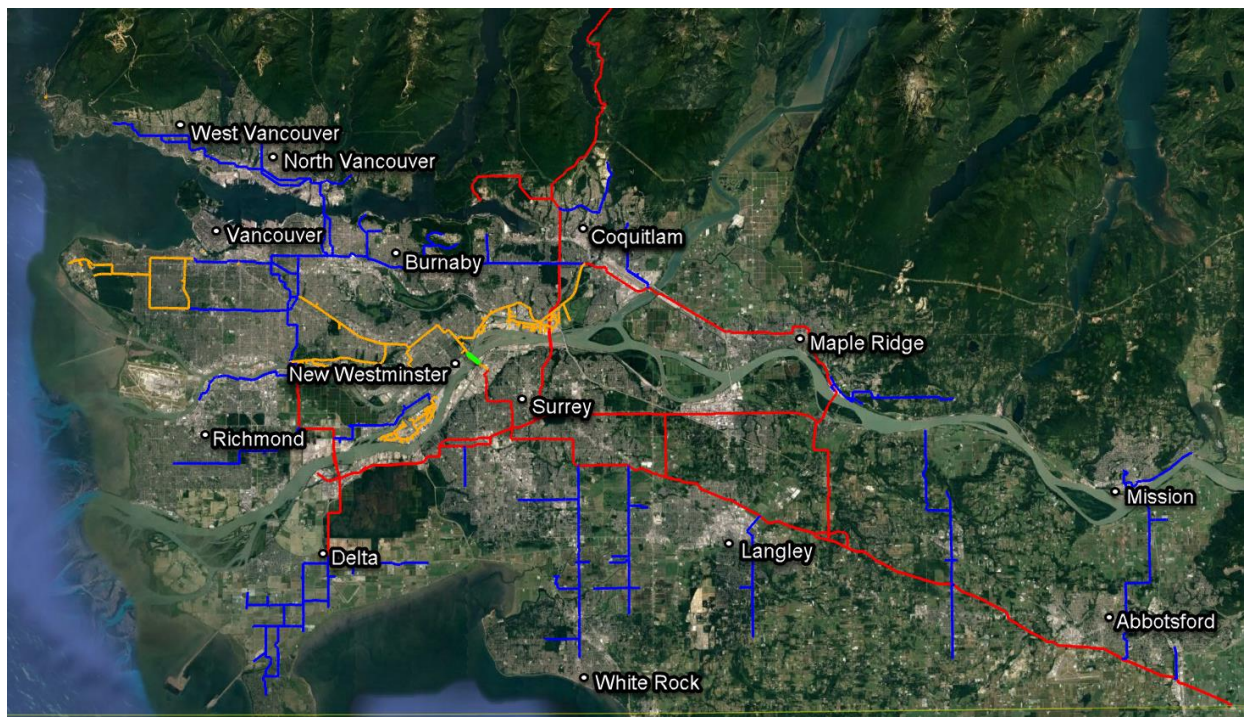 West Vancouver
North Vancouver
Vancouver
Coquitlam
Burnaby
Maple Ridge
New Westminster
Surrey
Richmond
Mission
Langley
Delta
Abbotsford
White Rock